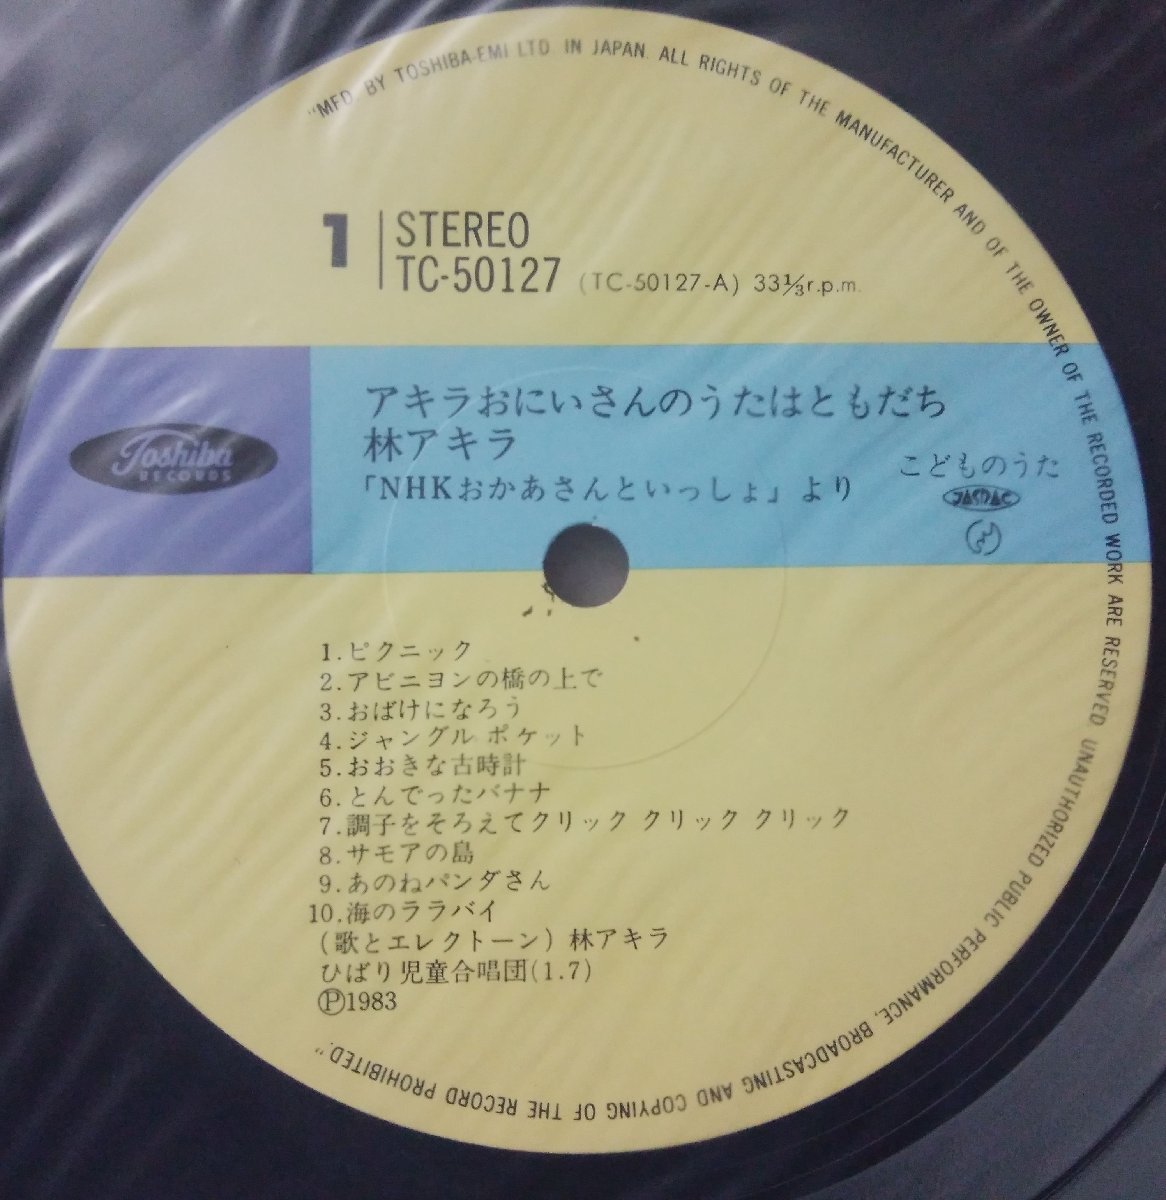 "MFD. BY TOSHIBA-EMI LTD. IN JAPAN. ALL RIGHTS OF THE MANUFACTURER AND OF THE OWNER OF THE RECORDED WORK ARE RESERVED UNAUTHORIZED PUBLIC PERFORMANCE, BROADCASTING AND COPYING OF THE RECORD PROHIBITED."
1
STEREO
TC-50127 (TC-50127-A) 33⅓r.p.m.
アキラおにいさんのうたはともだち
林アキラ
「NHKおかあさんといっしょ」より
Toshiba
RECORDS
こどものうた
JASRAC
1.ピクニック
2.アビニヨンの橋の上で
3.おばけになろう
4.ジャングル ポケット
5.おおきな古時計
6.とんでったバナナ
7.調子をそろえてクリック クリック クリック
8.サモアの島
9.あのねパンダさん
10.海のララバイ
(歌とエレクトーン) 林アキラ
ひばり児童合唱団(1.7)
Ⓟ1983